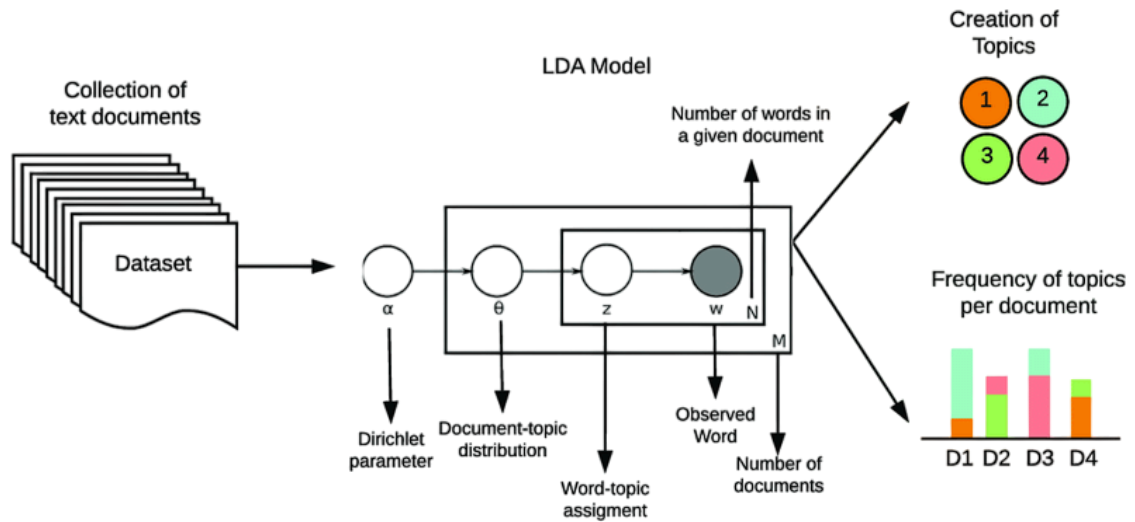 Collection of
text documents
Dataset
LDA Model
Number of words in
a given document
α
θ
z
w
N
M
Dirichlet
parameter
Document-topic
distribution
Word-topic
assigment
Observed
Word
Number of
documents
Creation of
Topics
1
2
3
4
Frequency of topics
per document
D1 D2 D3 D4